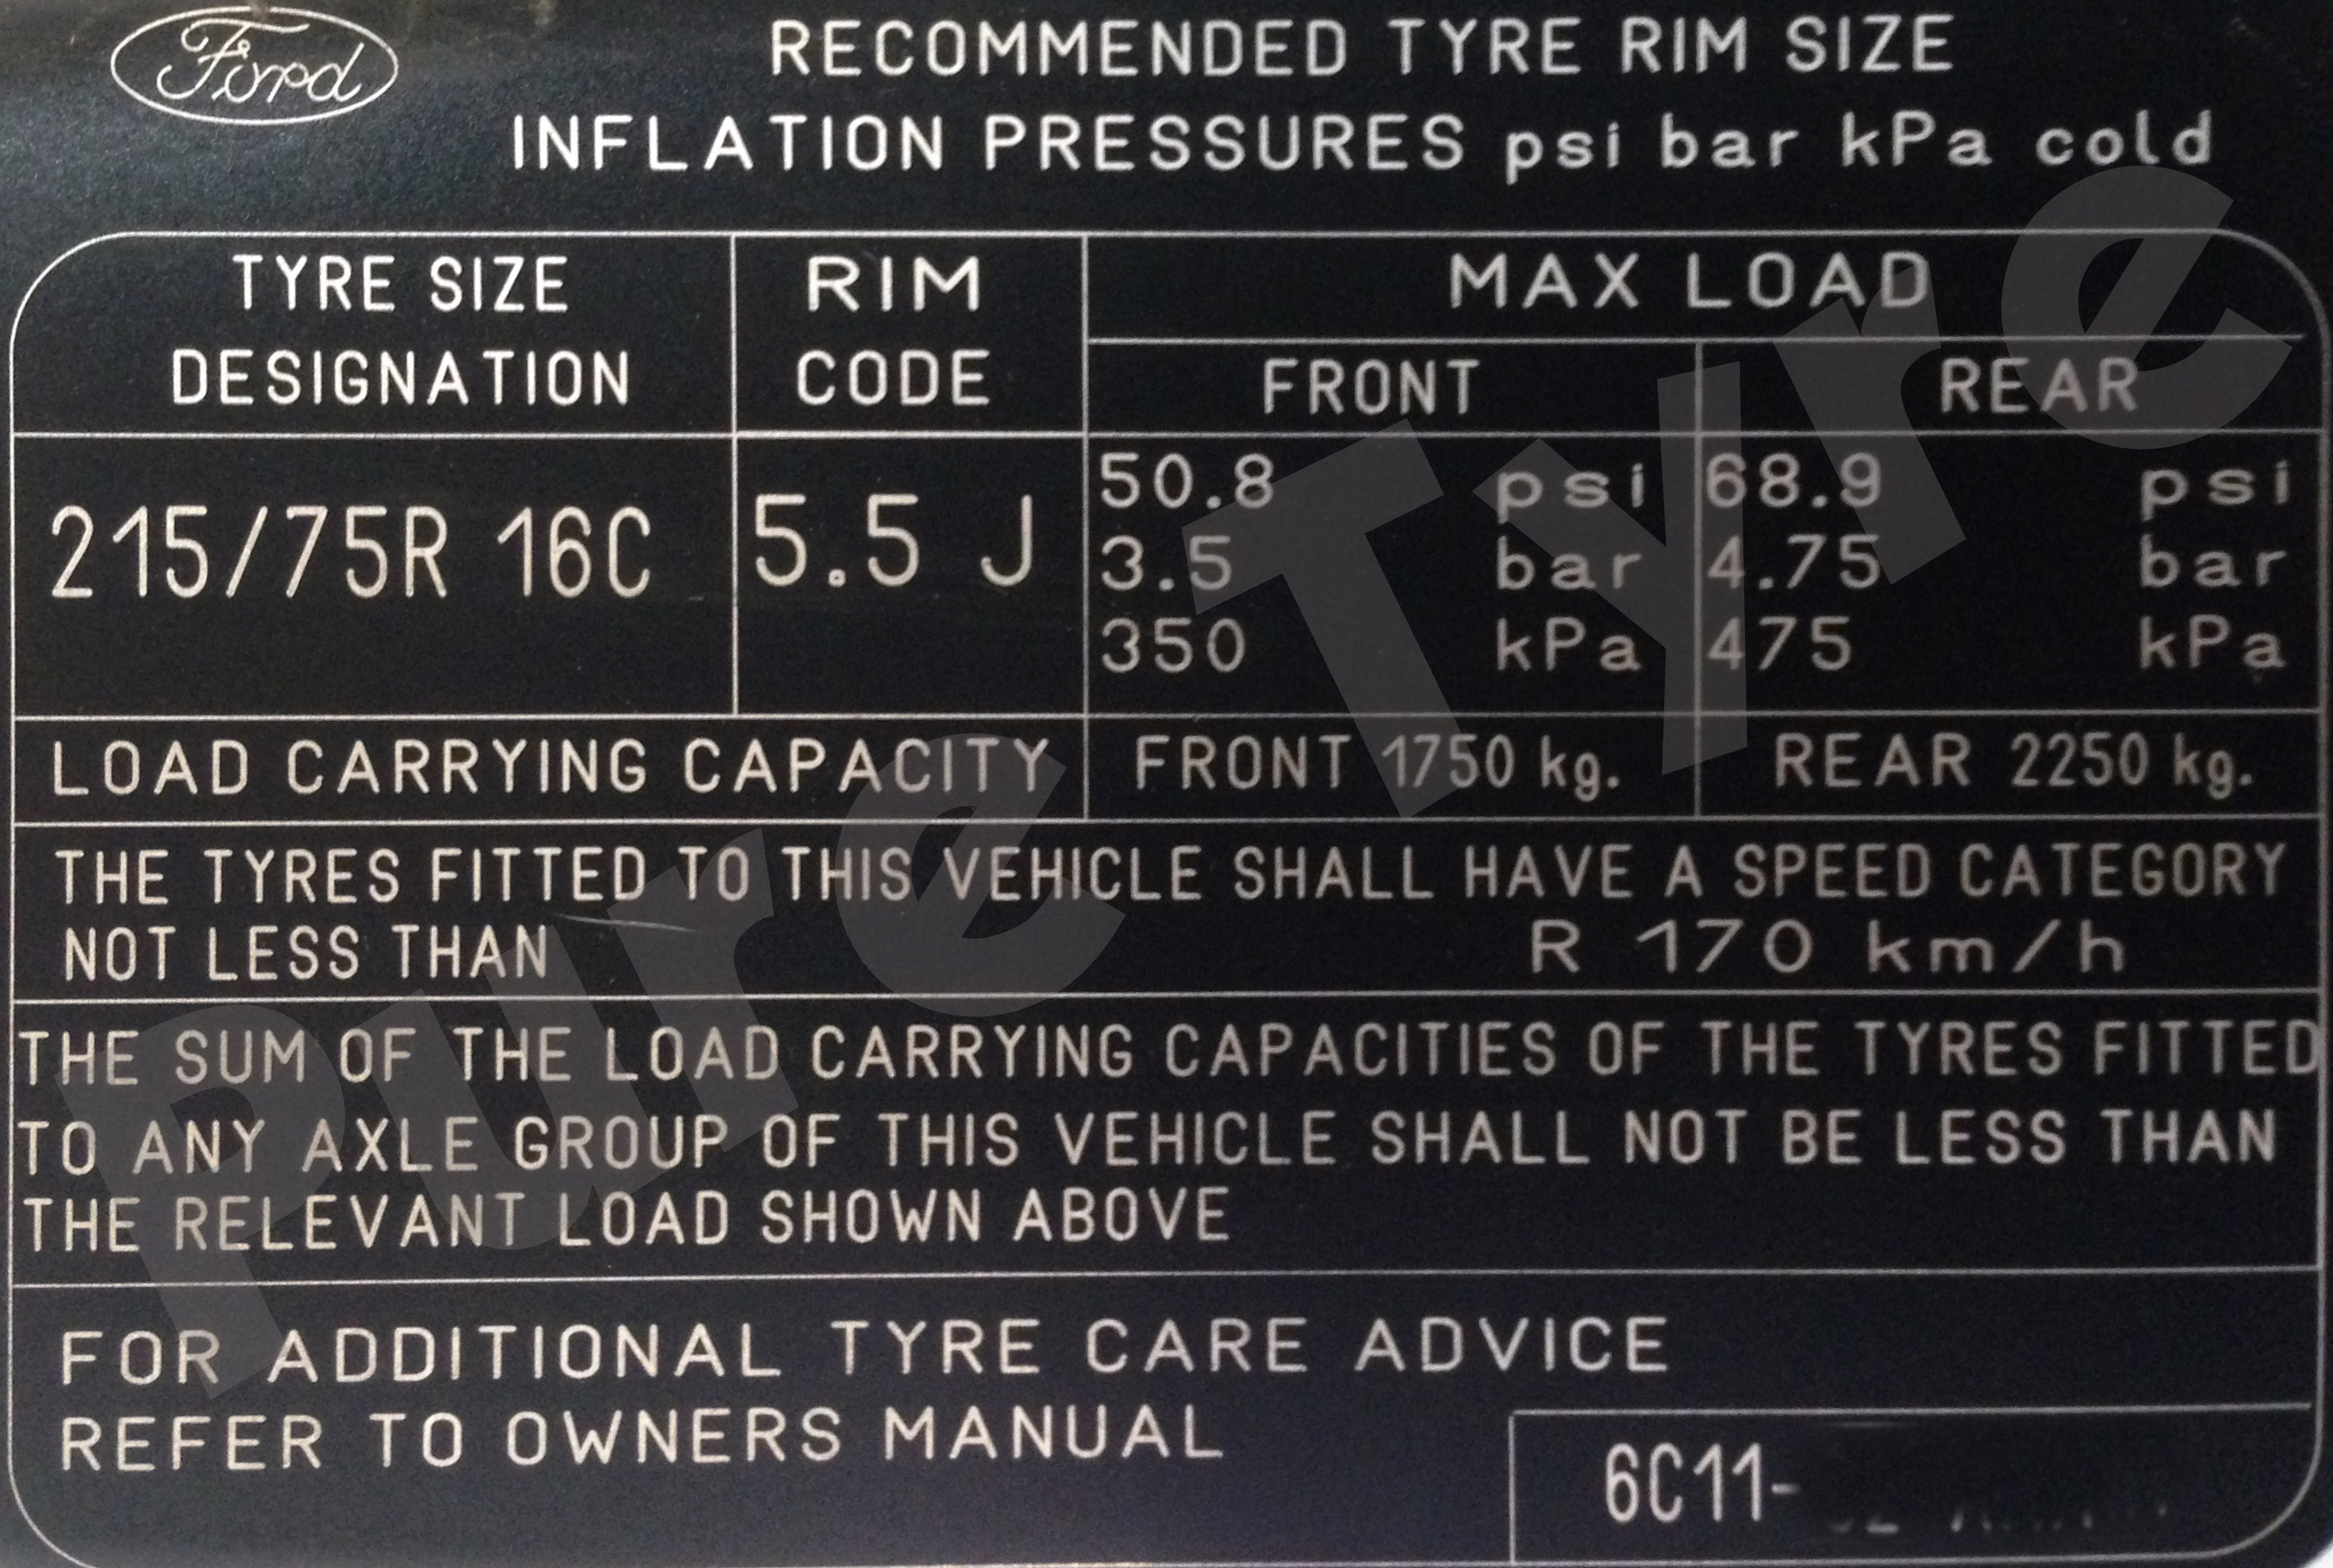 Ford
RECOMMENDED TYRE RIM SIZE
INFLATION PRESSURES psi bar kPa cold
TYRE SIZE DESIGNATION
RIM CODE
MAX LOAD
FRONT
REAR
215/75R 16C
5.5 J
50.8 psi
3.5 bar
350 kPa
68.9 psi
4.75 bar
475 kPa
LOAD CARRYING CAPACITY
FRONT 1750 kg.
REAR 2250 kg.
THE TYRES FITTED TO THIS VEHICLE SHALL HAVE A SPEED CATEGORY
NOT LESS THAN R 170 km/h
THE SUM OF THE LOAD CARRYING CAPACITIES OF THE TYRES FITTED
TO ANY AXLE GROUP OF THIS VEHICLE SHALL NOT BE LESS THAN
THE RELEVANT LOAD SHOWN ABOVE
FOR ADDITIONAL TYRE CARE ADVICE
REFER TO OWNERS MANUAL
6C11-
Pure Tyre